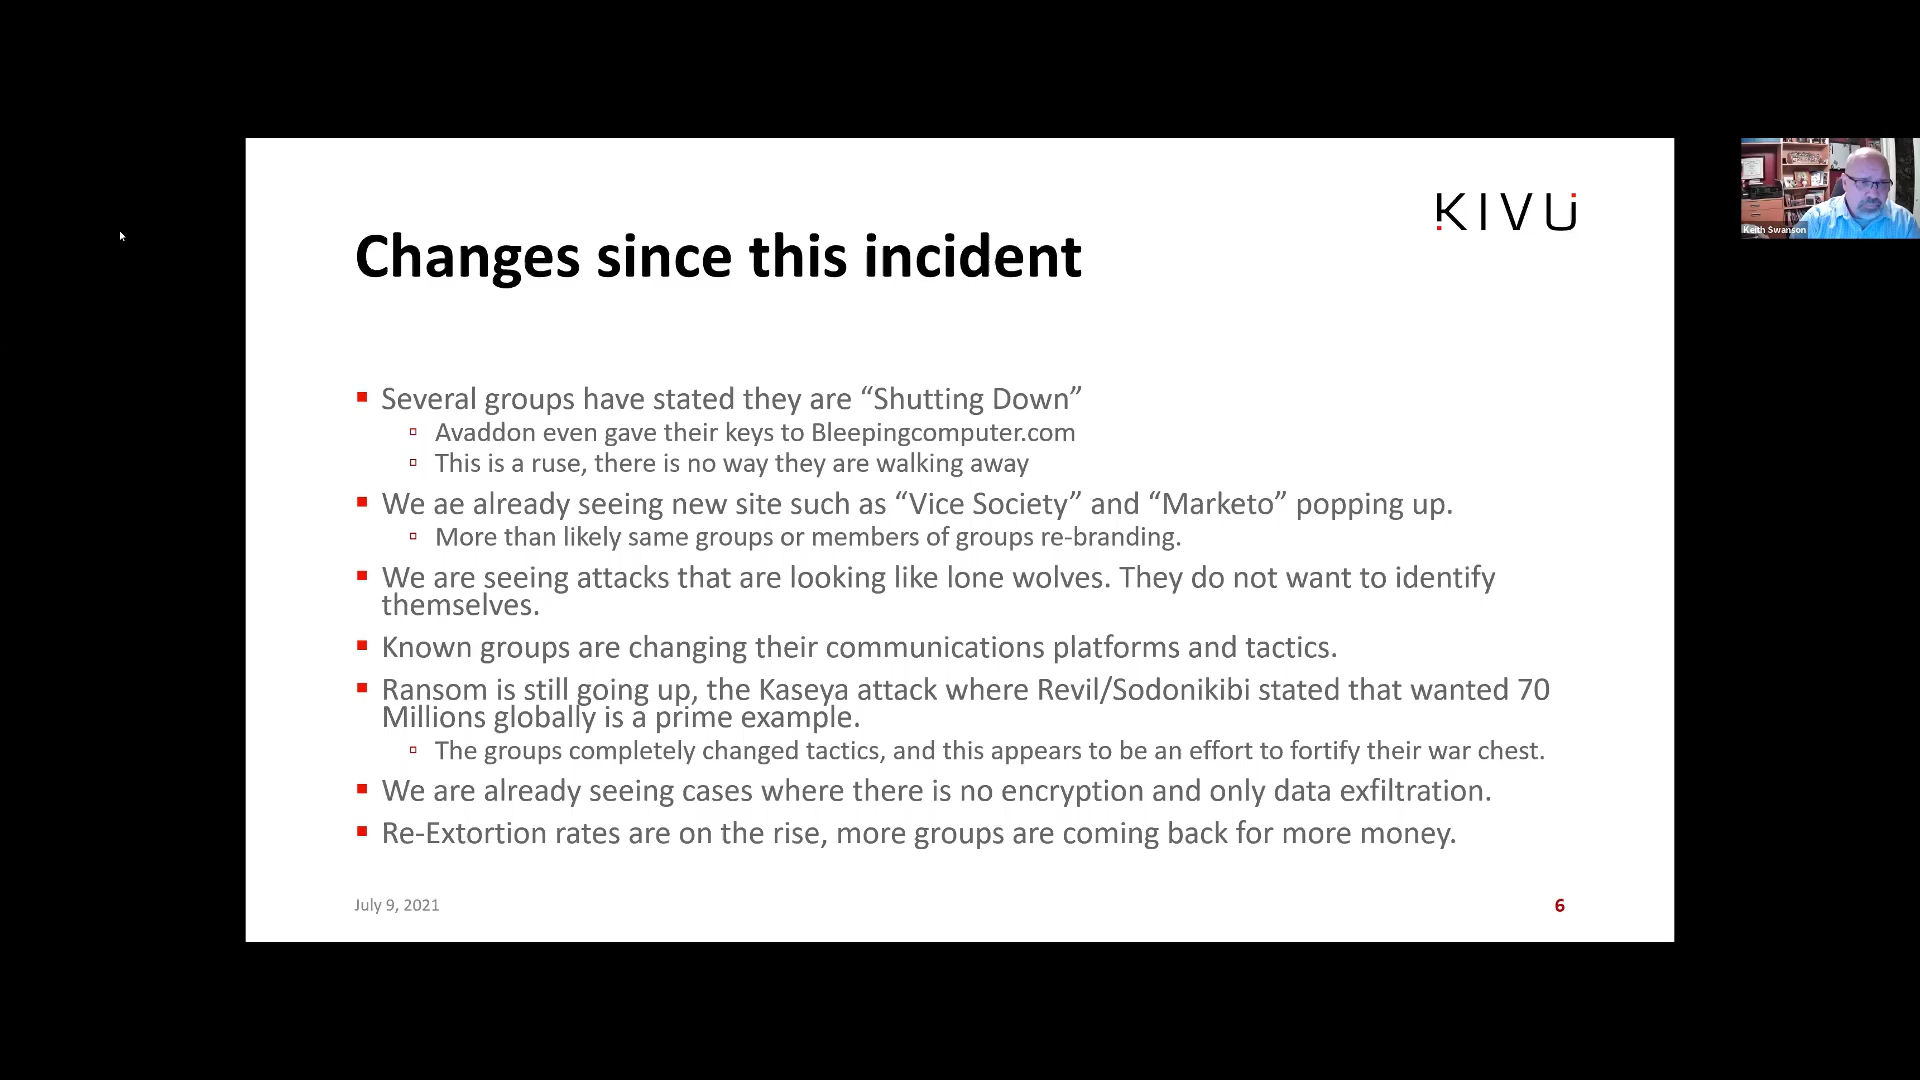 KIVU
Keith Swanson
Changes since this incident
Several groups have stated they are “Shutting Down”
Avaddon even gave their keys to Bleepingcomputer.com
This is a ruse, there is no way they are walking away
We ae already seeing new site such as “Vice Society” and “Marketo” popping up.
More than likely same groups or members of groups re-branding.
We are seeing attacks that are looking like lone wolves. They do not want to identify
themselves.
Known groups are changing their communications platforms and tactics.
Ransom is still going up, the Kaseya attack where Revil/Sodonikibi stated that wanted 70
Millions globally is a prime example.
The groups completely changed tactics, and this appears to be an effort to fortify their war chest.
We are already seeing cases where there is no encryption and only data exfiltration.
Re-Extortion rates are on the rise, more groups are coming back for more money.
July 9, 2021
6